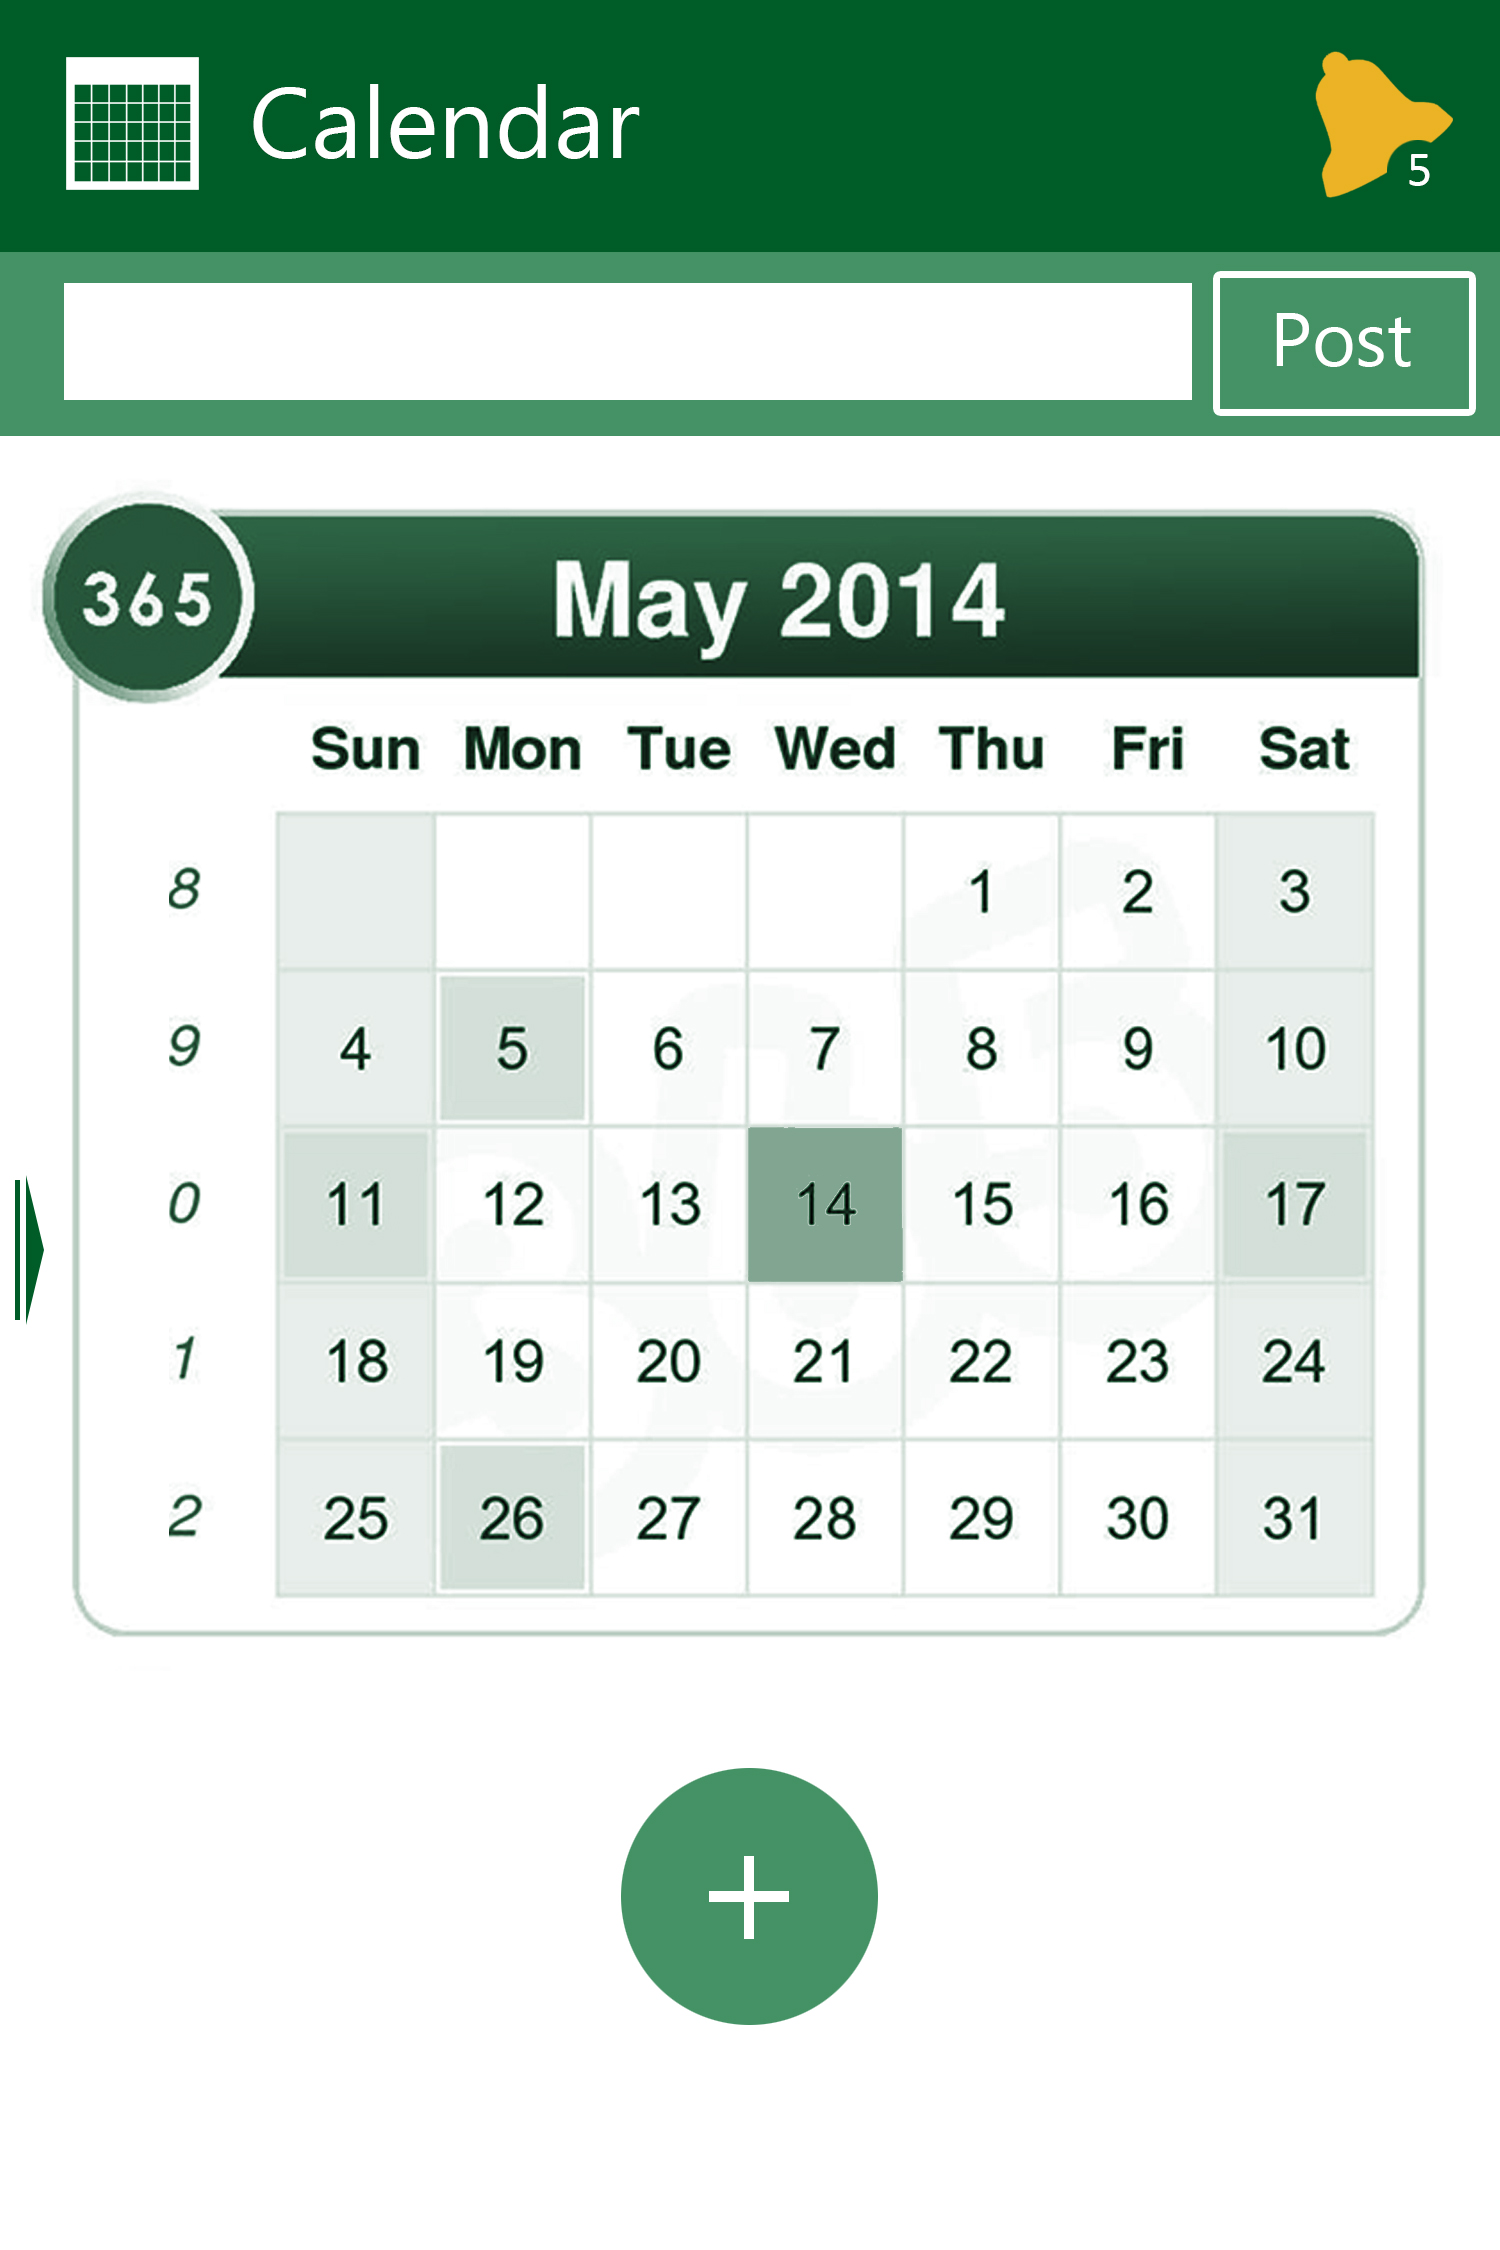 Calendar
5
Post
365
May 2014
Sun Mon Tue Wed Thu Fri Sat
8 1 2 3
9 4 5 6 7 8 9 10
0 11 12 13 14 15 16 17
1 18 19 20 21 22 23 24
2 25 26 27 28 29 30 31
+